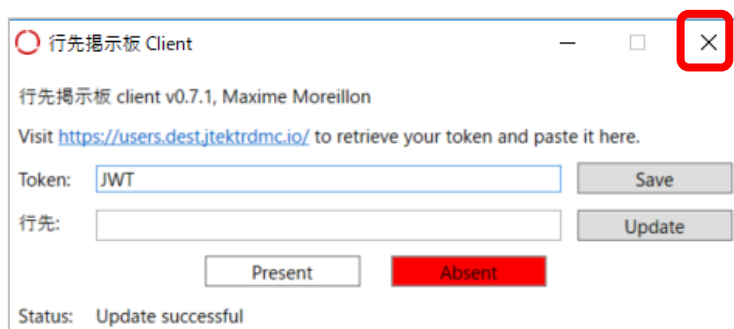 行先掲示板 Client
行先掲示板 client v0.7.1, Maxime Moreillon
Visit https://users.dest.jtektrdmc.io/ to retrieve your token and paste it here.
Token: JWT Save
行先: Update
Present Absent
Status: Update successful